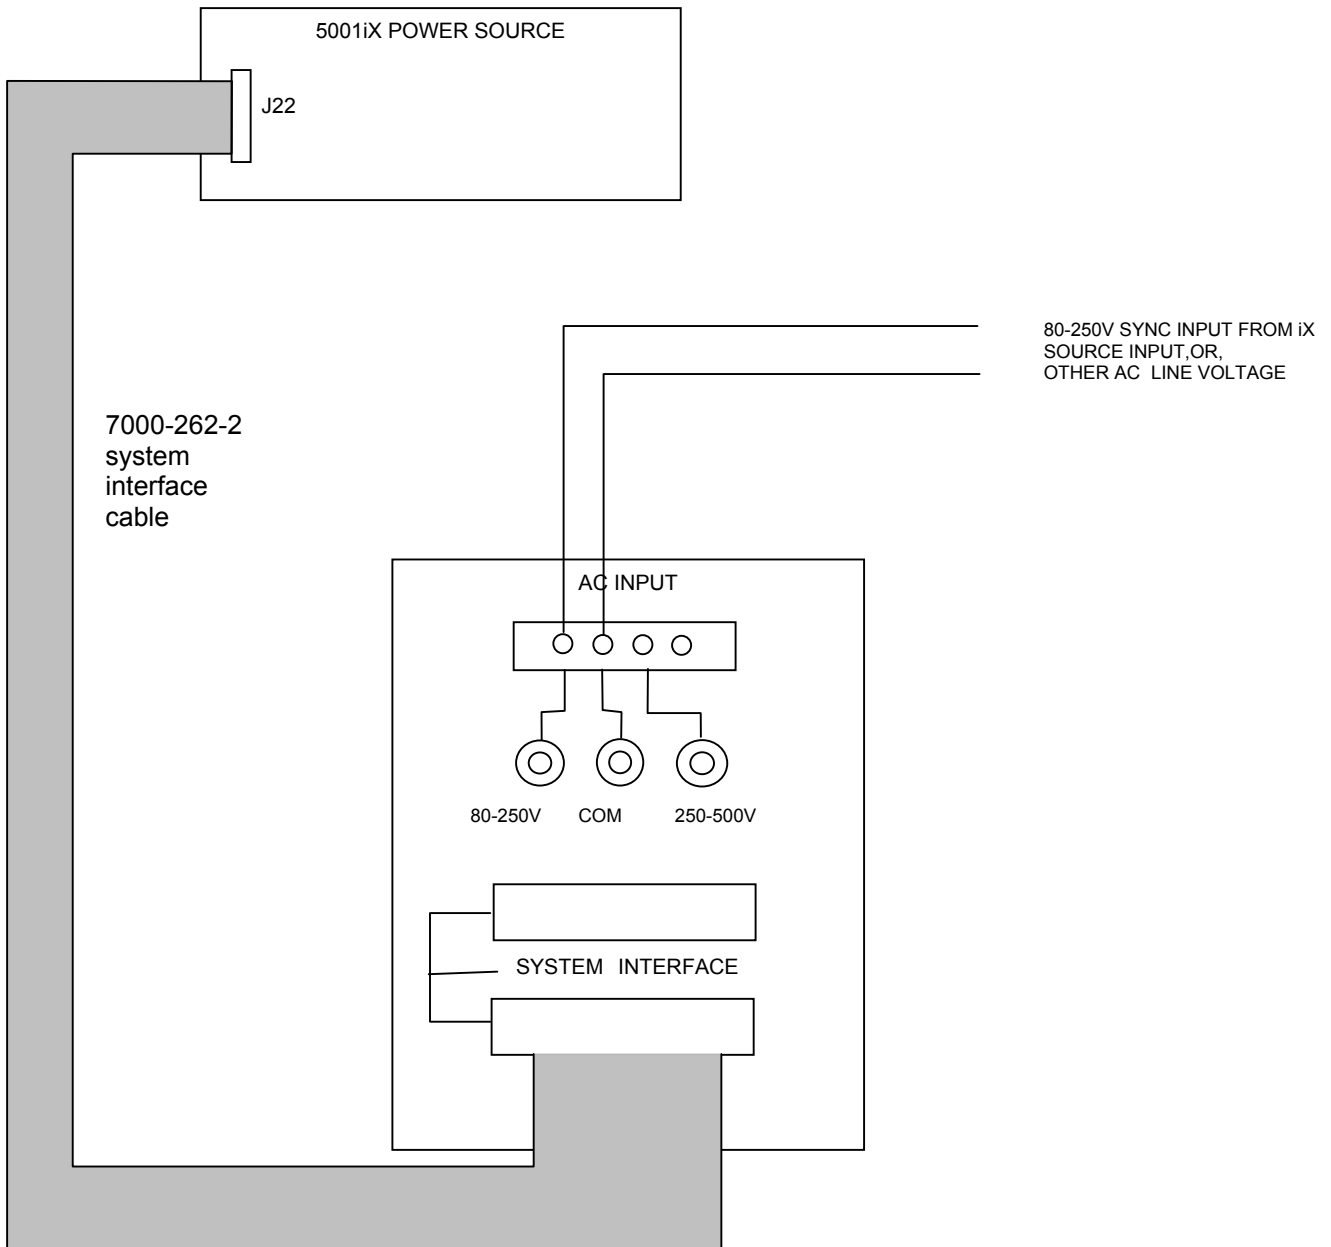 5001iX POWER SOURCE
J22
80-250V SYNC INPUT FROM iX
SOURCE INPUT,OR,
OTHER AC LINE VOLTAGE
7000-262-2
system
interface
cable
AC INPUT
80-250V COM 250-500V
SYSTEM INTERFACE